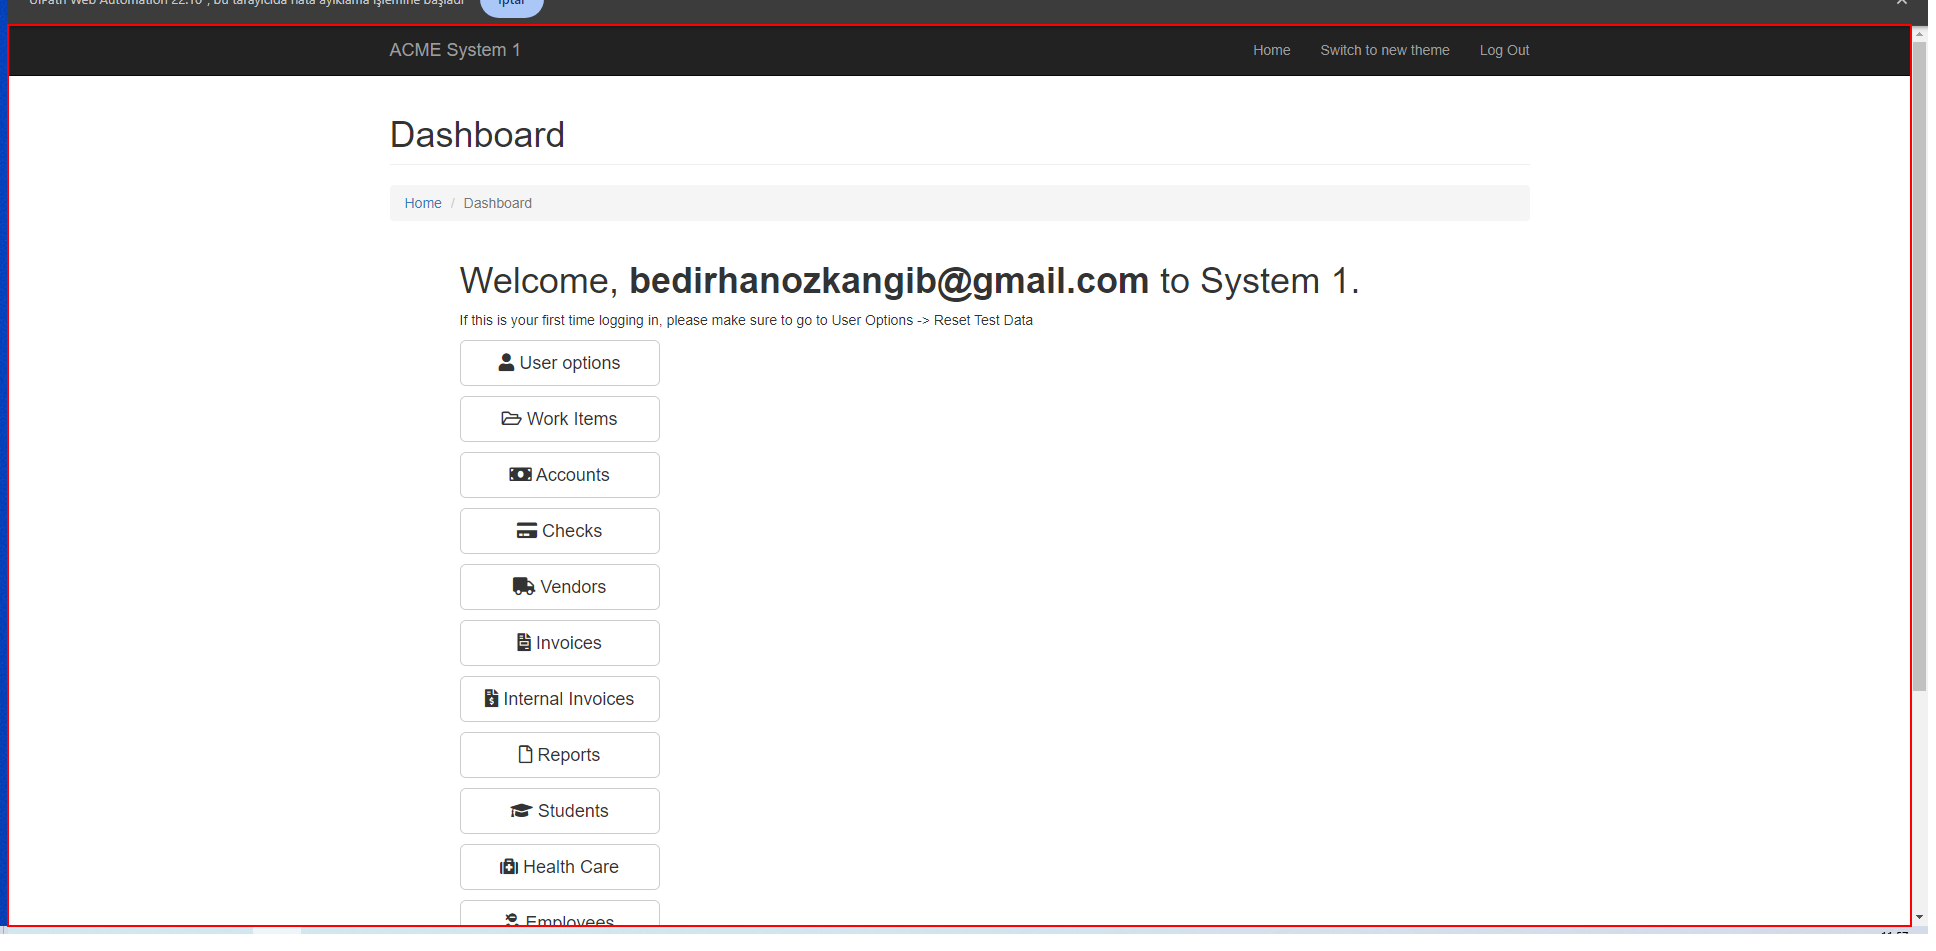 UiPath Web Automation 22.10", bu tarayıcıda hata ayıklama işlemine başladı
İptal
ACME System 1
Home
Switch to new theme
Log Out
Dashboard
Home / Dashboard
Welcome, bedirhanozkangib@gmail.com to System 1.
If this is your first time logging in, please make sure to go to User Options -> Reset Test Data
User options
Work Items
Accounts
Checks
Vendors
Invoices
Internal Invoices
Reports
Students
Health Care
Employees